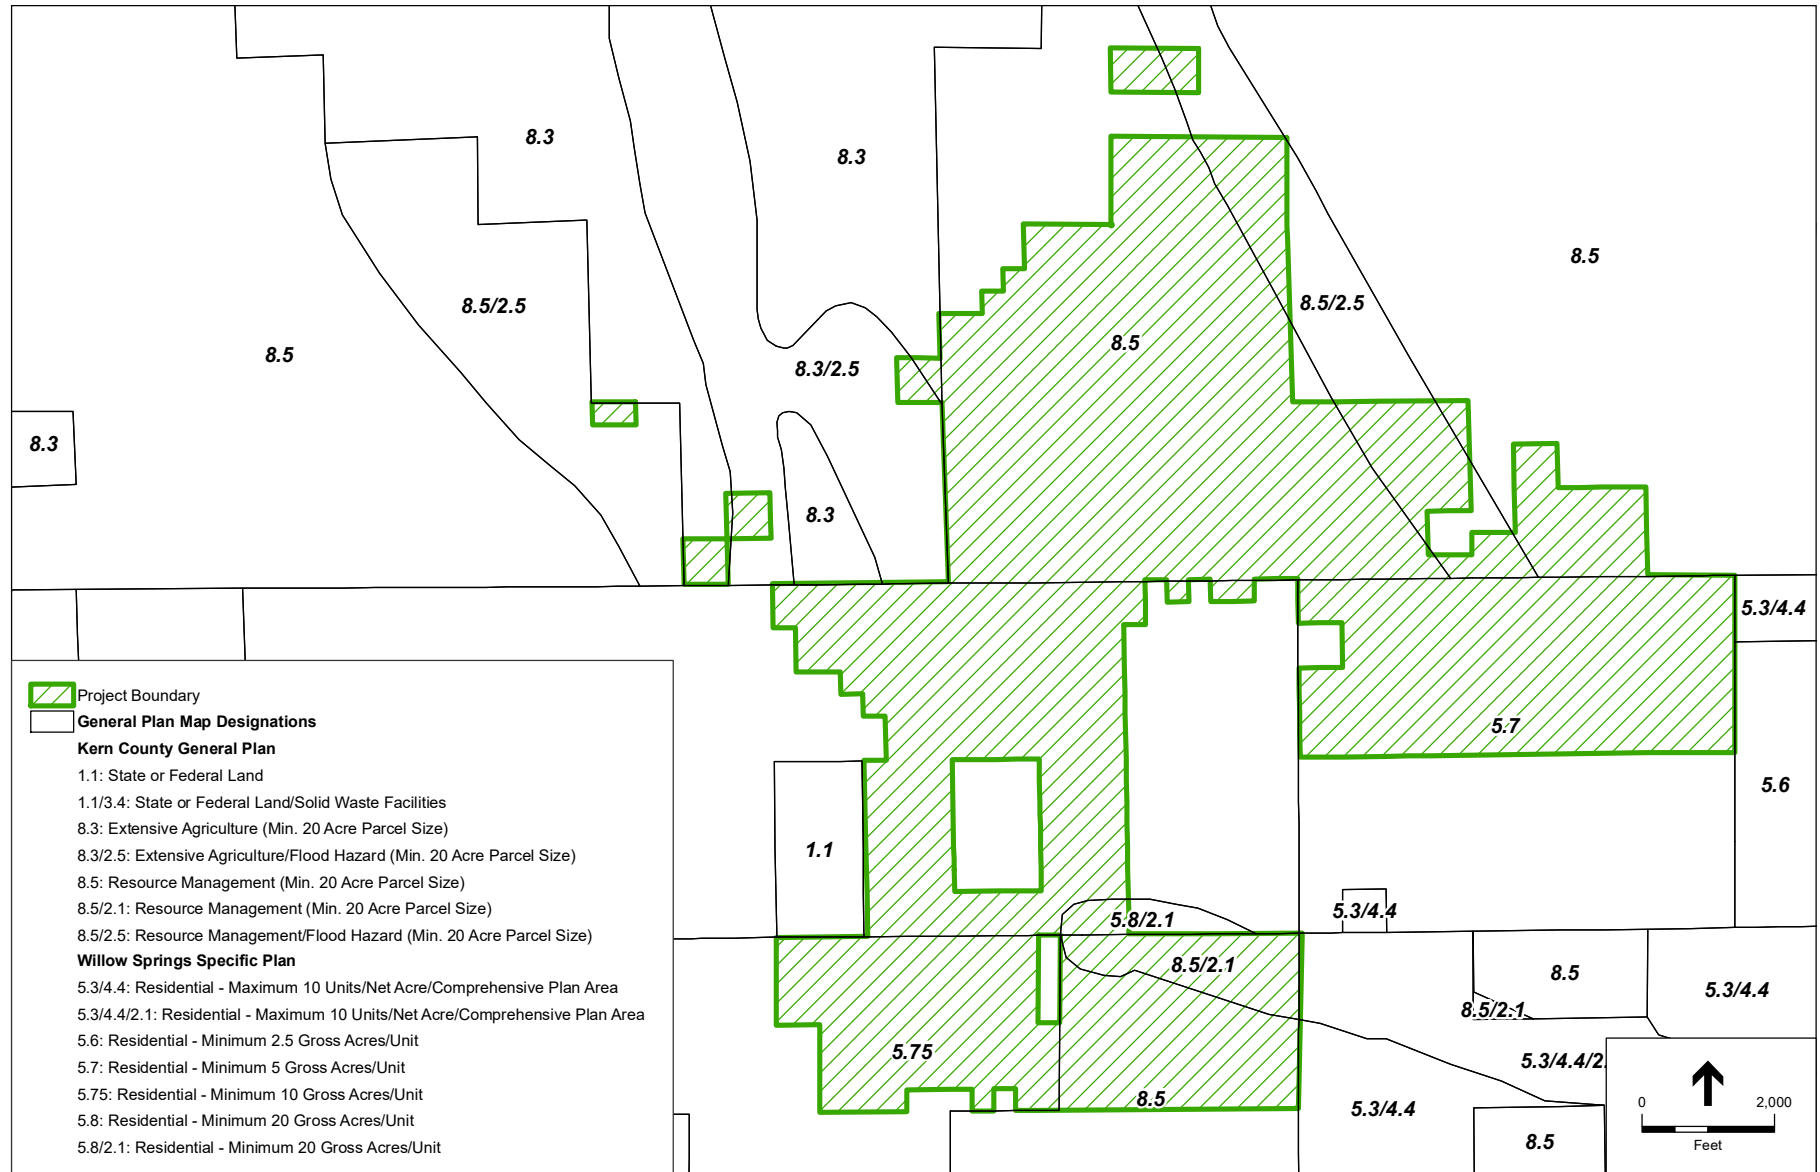 8.3
8.3
8.5
8.5/2.5
8.5/2.5
8.5
8.5
8.3/2.5
8.3
8.3
5.3/4.4
5.7
5.6
1.1
5.3/4.4
5.8/2.1
8.5/2.1
8.5
5.3/4.4
8.5/2.1
5.75
5.3/4.4/2.
8.5
5.3/4.4
8.5
Project Boundary
General Plan Map Designations
Kern County General Plan
1.1: State or Federal Land
1.1/3.4: State or Federal Land/Solid Waste Facilities
8.3: Extensive Agriculture (Min. 20 Acre Parcel Size)
8.3/2.5: Extensive Agriculture/Flood Hazard (Min. 20 Acre Parcel Size)
8.5: Resource Management (Min. 20 Acre Parcel Size)
8.5/2.1: Resource Management (Min. 20 Acre Parcel Size)
8.5/2.5: Resource Management/Flood Hazard (Min. 20 Acre Parcel Size)
Willow Springs Specific Plan
5.3/4.4: Residential - Maximum 10 Units/Net Acre/Comprehensive Plan Area
5.3/4.4/2.1: Residential - Maximum 10 Units/Net Acre/Comprehensive Plan Area
5.6: Residential - Minimum 2.5 Gross Acres/Unit
5.7: Residential - Minimum 5 Gross Acres/Unit
5.75: Residential - Minimum 10 Gross Acres/Unit
5.8: Residential - Minimum 20 Gross Acres/Unit
5.8/2.1: Residential - Minimum 20 Gross Acres/Unit
0 2,000
Feet